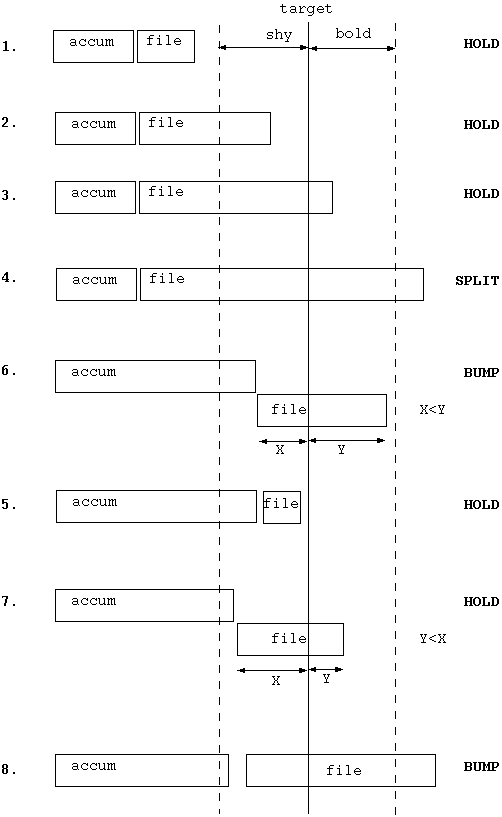 target
shy bold
1. accum file HOLD
2. accum file HOLD
3. accum file HOLD
4. accum file SPLIT
6. accum BUMP
file X<Y
X Y
5. accum file HOLD
7. accum HOLD
file Y<X
X Y
8. accum file BUMP